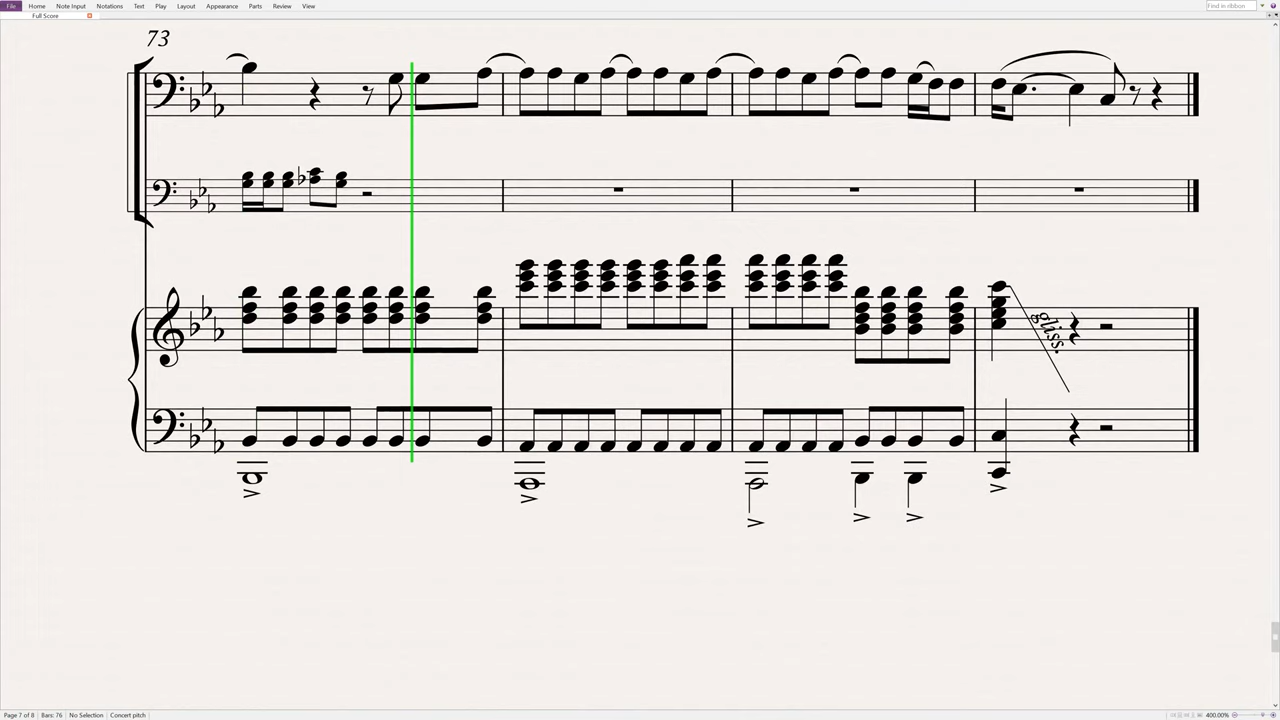 File Home Note Input Notations Text Play Layout Appearance Parts Review View Find in ribbon
Full Score
73
gliss.
Page 7 of 8 Bars: 76 No Selection Concert pitch 400.00%